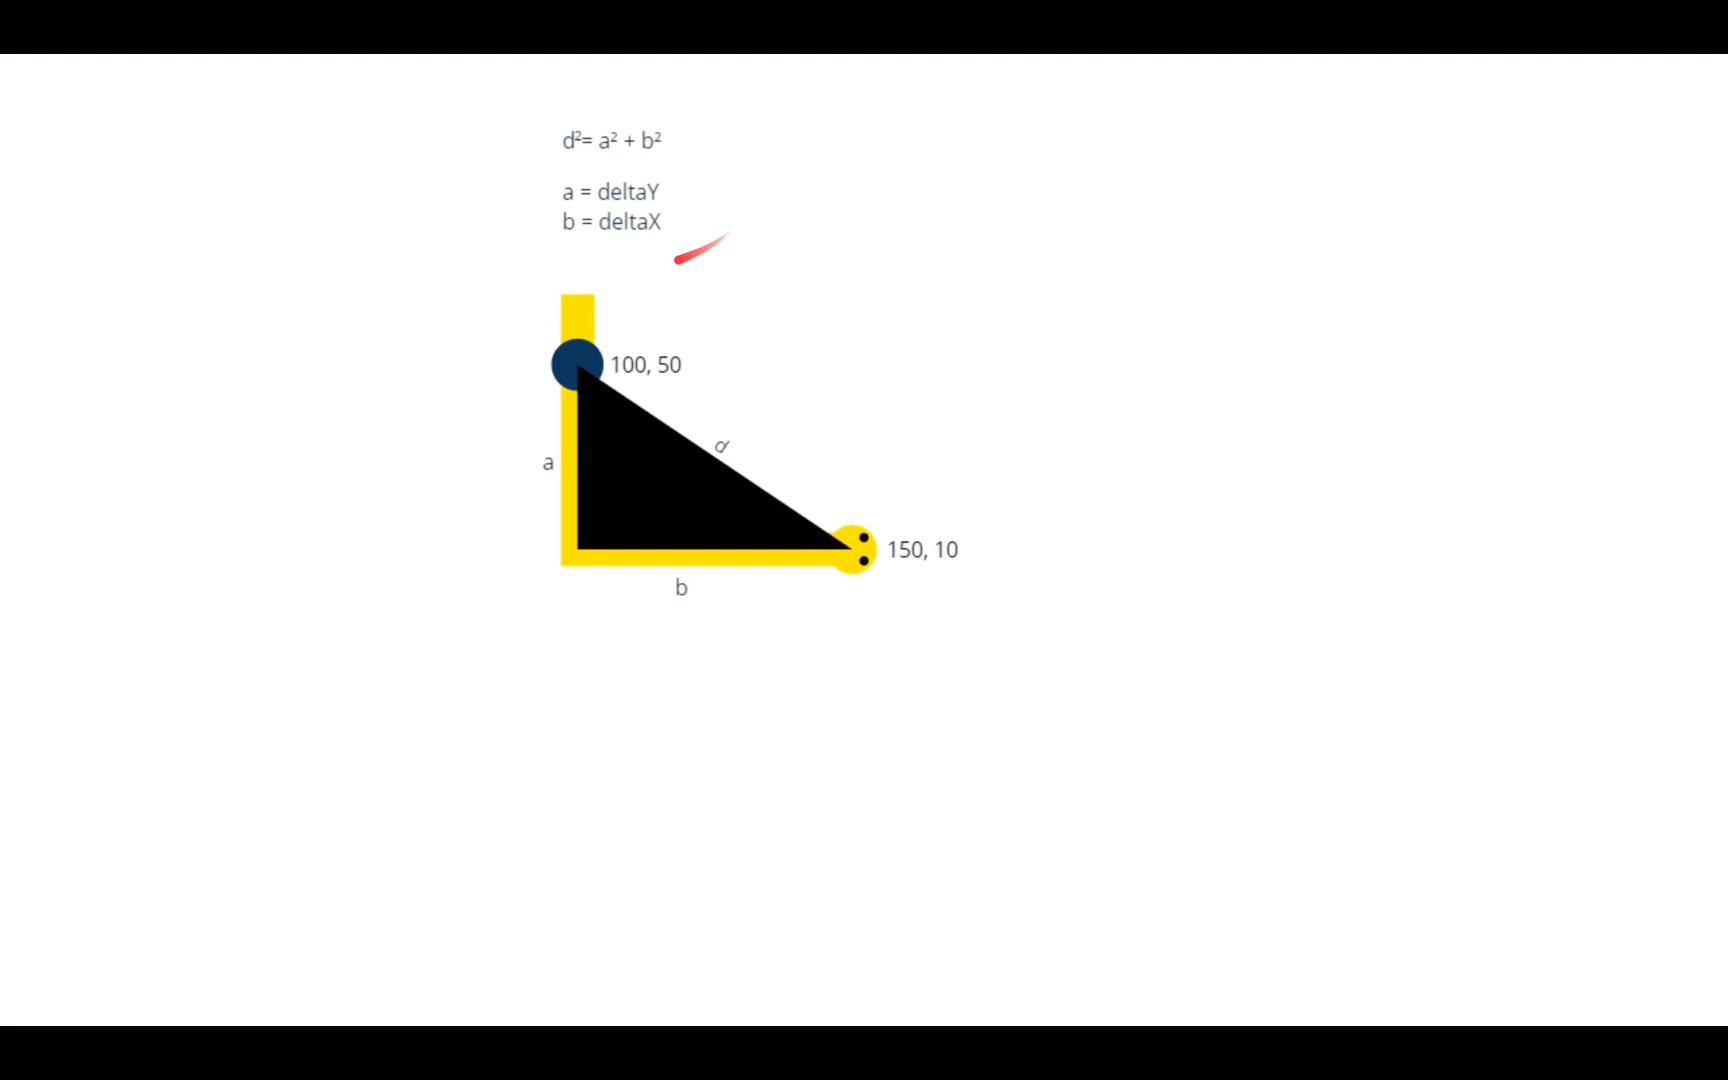 d²= a² + b²
a = deltaY
b = deltaX
100, 50
d
a
150, 10
b